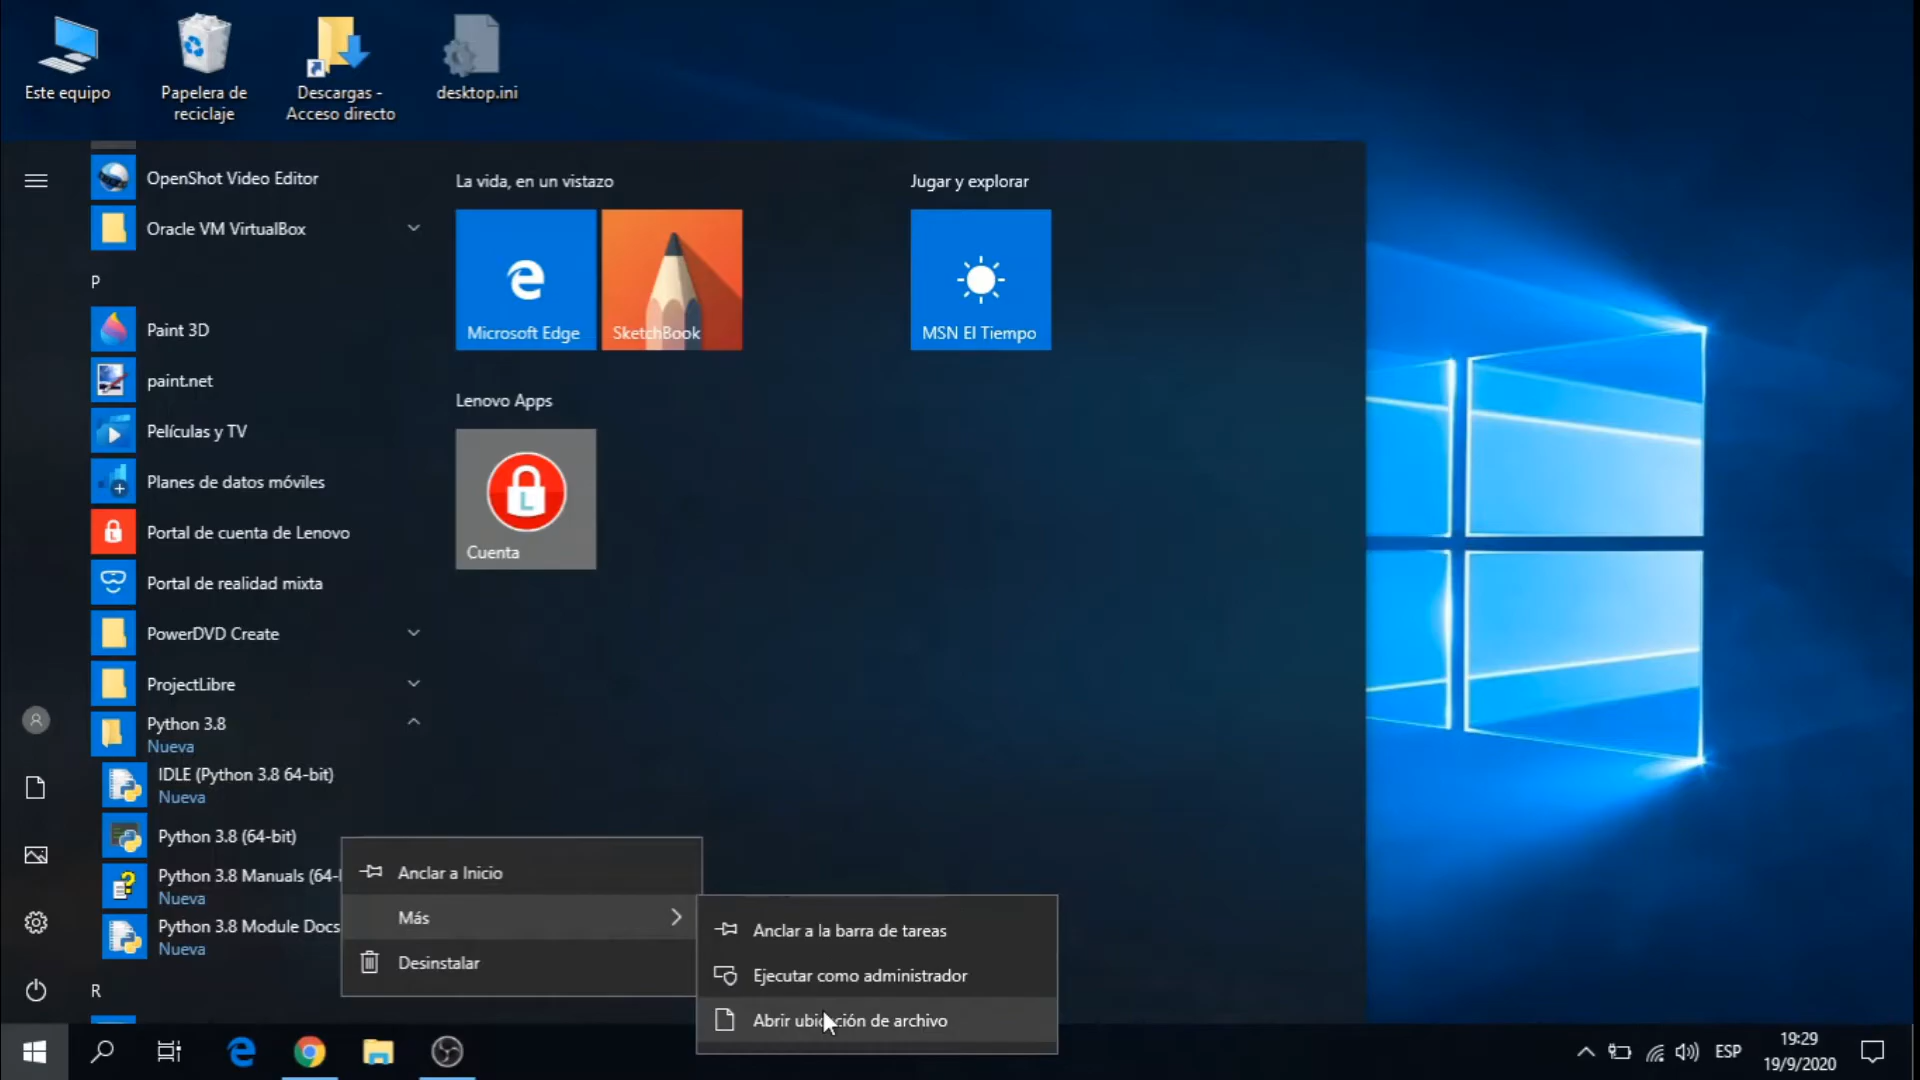 Este equipo
Papelera de
reciclaje
Descargas -
Acceso directo
desktop.ini
OpenShot Video Editor
Oracle VM VirtualBox
P
Paint 3D
paint.net
Películas y TV
Planes de datos móviles
Portal de cuenta de Lenovo
Portal de realidad mixta
PowerDVD Create
ProjectLibre
Python 3.8
Nueva
IDLE (Python 3.8 64-bit)
Nueva
Python 3.8 (64-bit)
Python 3.8 Manuals (64-
Nueva
Python 3.8 Module Docs
Nueva
R
La vida, en un vistazo
Microsoft Edge
SketchBook
Jugar y explorar
MSN El Tiempo
Lenovo Apps
L
Cuenta
Anclar a Inicio
Más
Desinstalar
Anclar a la barra de tareas
Ejecutar como administrador
Abrir ubicación de archivo
ESP
19:29
19/9/2020